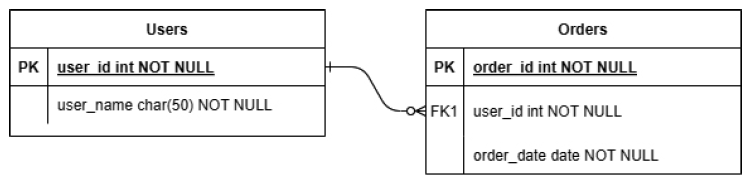 Users
PK user_id int NOT NULL
user_name char(50) NOT NULL
Orders
PK order_id int NOT NULL
FK1 user_id int NOT NULL
order_date date NOT NULL